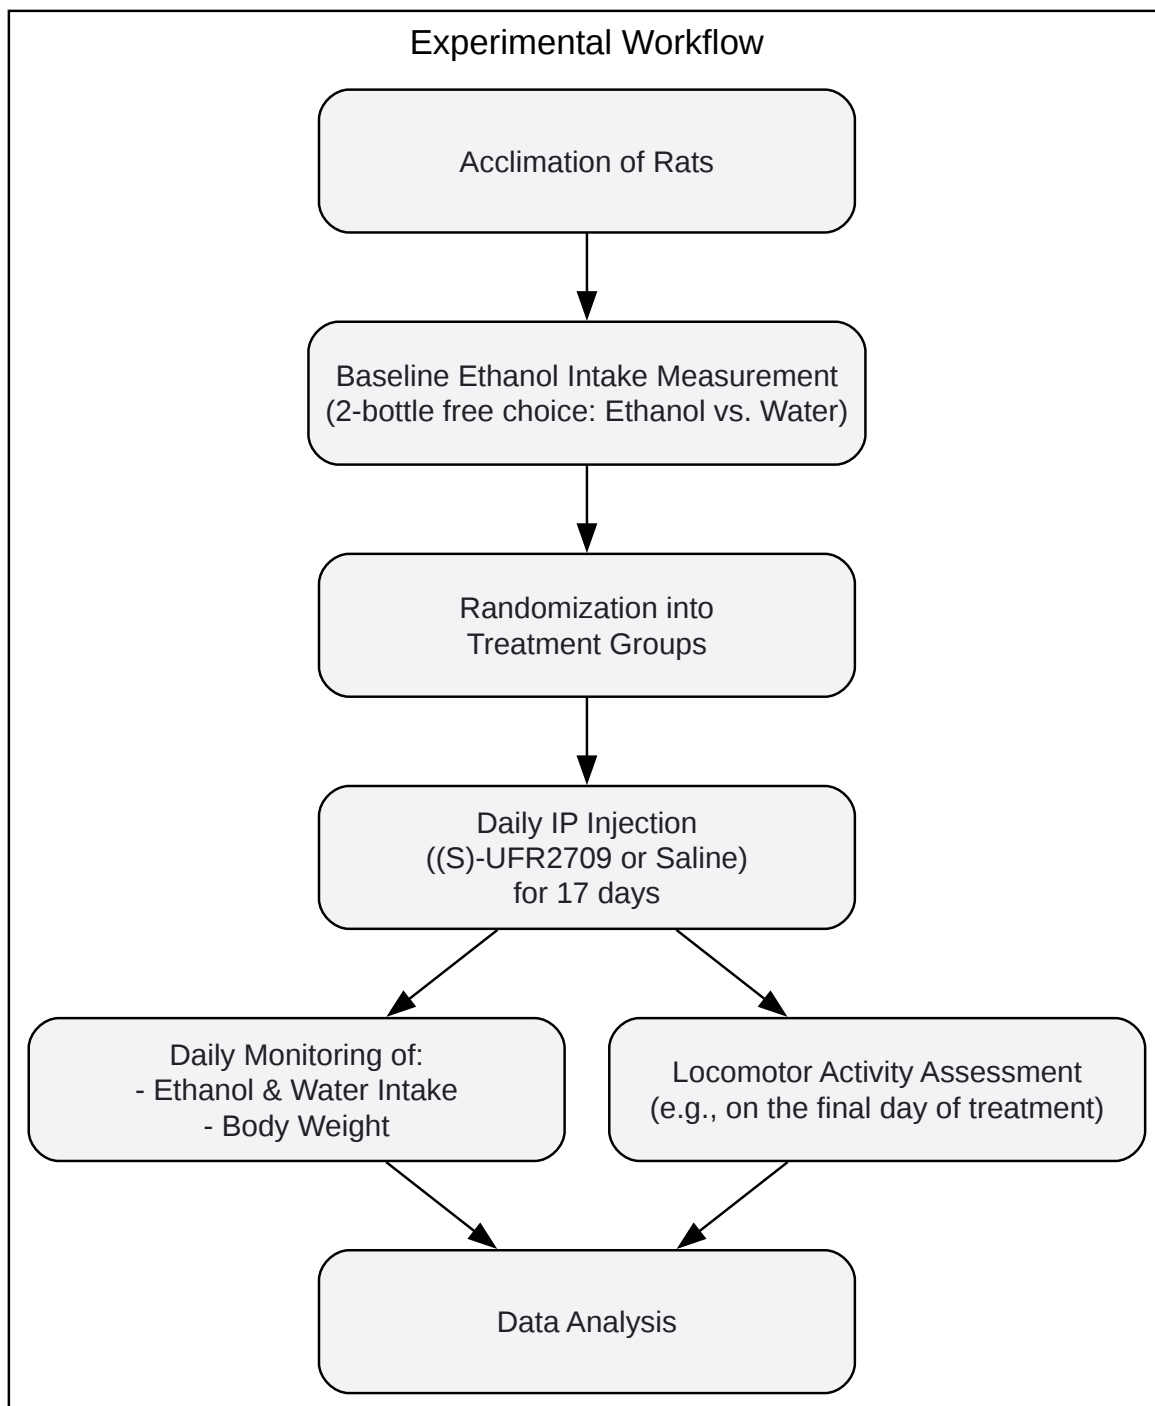 Experimental Workflow
Acclimation of Rats
Baseline Ethanol Intake Measurement
(2-bottle free choice: Ethanol vs. Water)
Randomization into
Treatment Groups
Daily IP Injection
((S)-UFR2709 or Saline)
for 17 days
Daily Monitoring of:
- Ethanol & Water Intake
- Body Weight
Locomotor Activity Assessment
(e.g., on the final day of treatment)
Data Analysis